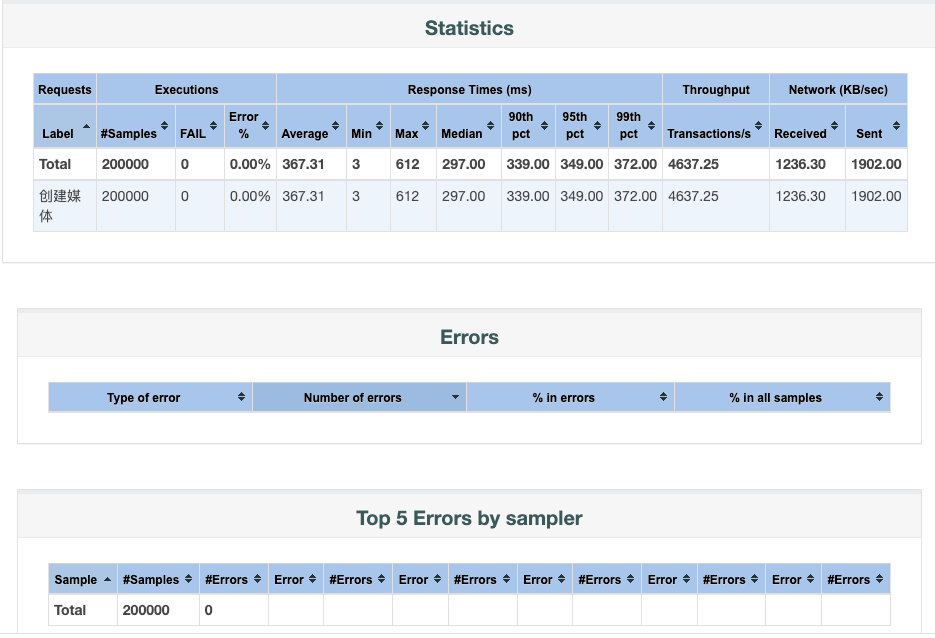 Statistics
Requests Executions Response Times (ms) Throughput Network (KB/sec)
Label #Samples FAIL Error % Average Min Max Median 90th pct 95th pct 99th pct Transactions/s Received Sent
Total 200000 0 0.00% 367.31 3 612 297.00 339.00 349.00 372.00 4637.25 1236.30 1902.00
创建媒体 200000 0 0.00% 367.31 3 612 297.00 339.00 349.00 372.00 4637.25 1236.30 1902.00
Errors
Type of error Number of errors % in errors % in all samples
Top 5 Errors by sampler
Sample #Samples #Errors Error #Errors Error #Errors Error #Errors Error #Errors Error #Errors
Total 200000 0